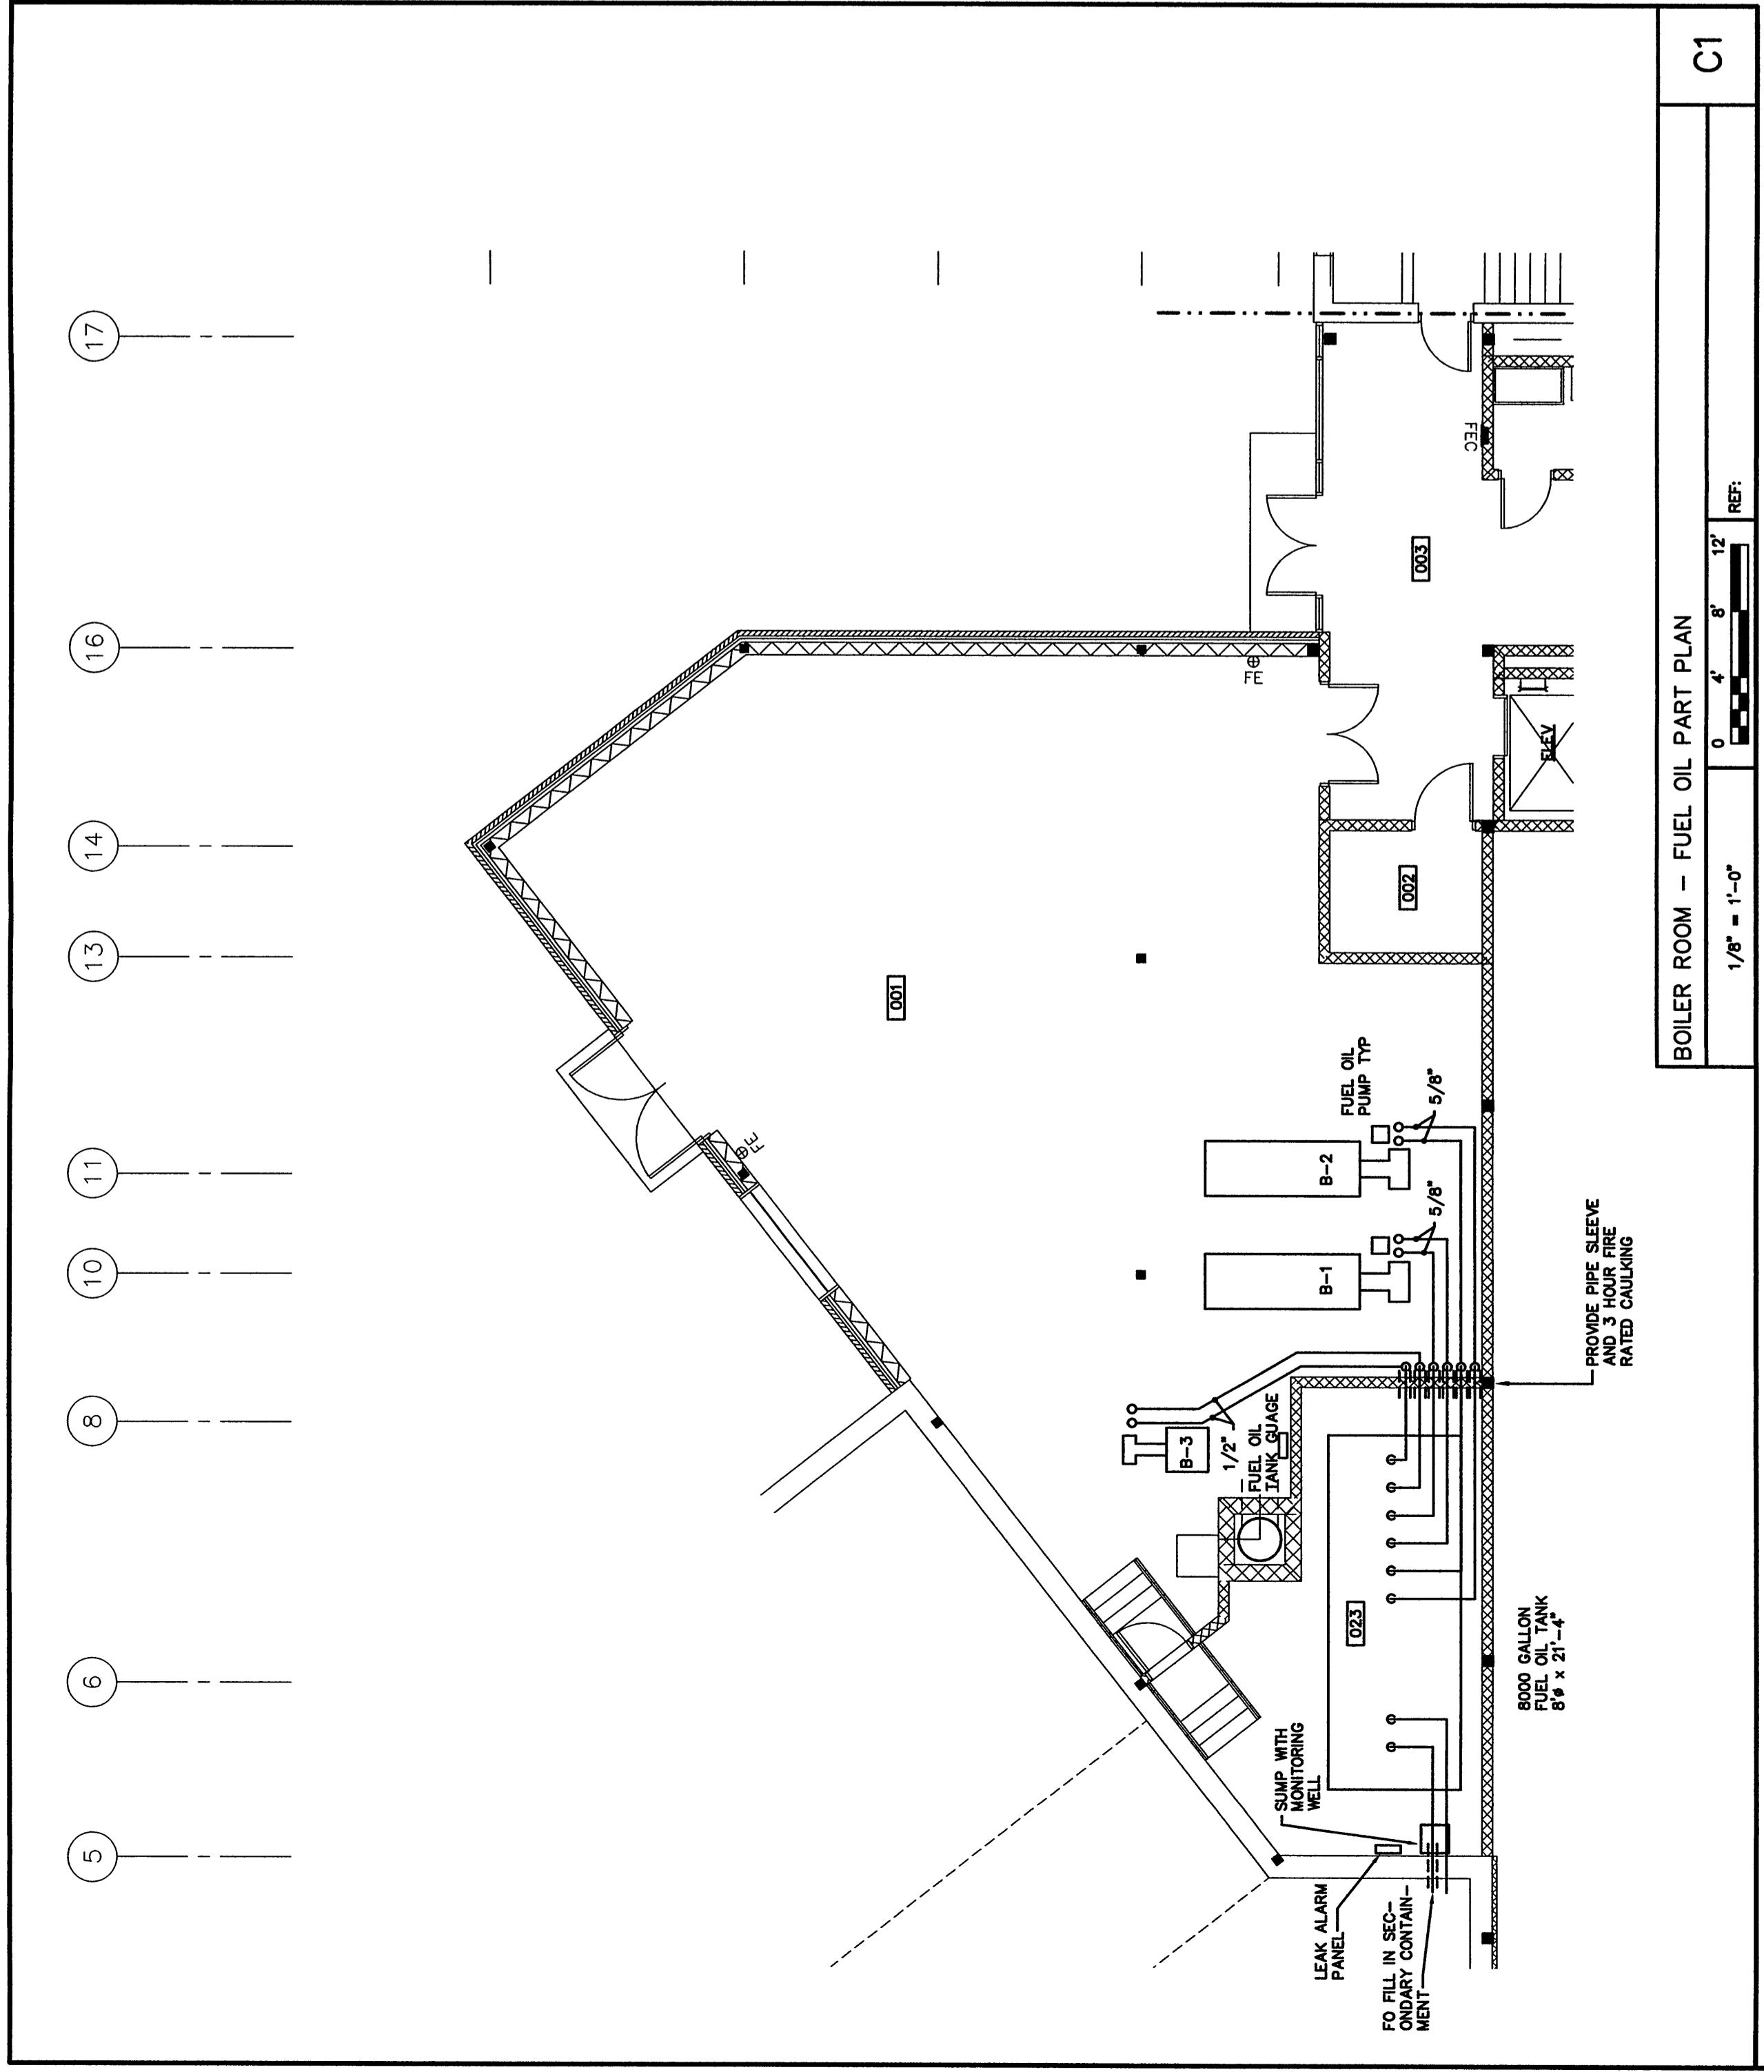 5
6
8
10
11
13
14
16
17
FE
001
FE
B-3
1/2"
FUEL OIL
TANK GUAGE
B-1
5/8"
B-2
5/8"
FUEL OIL
PUMP TYP
002
003
FEC
ELEV
023
SUMP WITH
MONITORING
WELL
LEAK ALARM
PANEL
FO FILL IN SEC-
ONDARY CONTAIN-
MENT
8000 GALLON
FUEL OIL TANK
8'ø x 21'-4"
PROVIDE PIPE SLEEVE
AND 3 HOUR FIRE
RATED CAULKING
BOILER ROOM - FUEL OIL PART PLAN
C1
1/8" = 1'-0"
0 4' 8' 12'
REF: